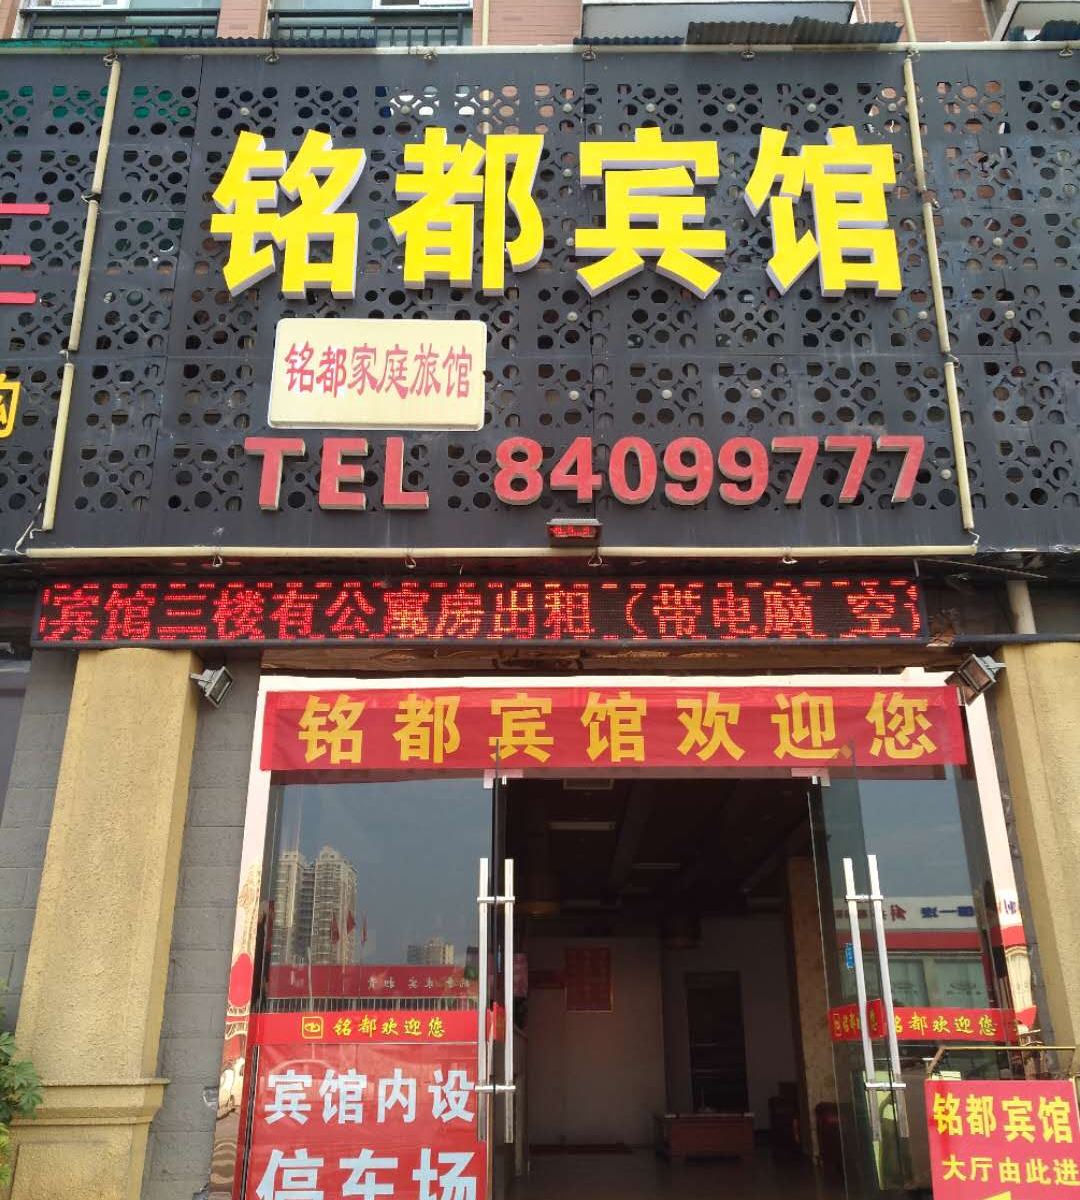 铭都宾馆
铭都家庭旅馆
TEL 84099777
宾馆三楼有公寓房出租（带电脑 空
铭都宾馆欢迎您
铭都欢迎您
铭都欢迎您
宾馆内设
停车场
铭都宾馆
大厅由此进